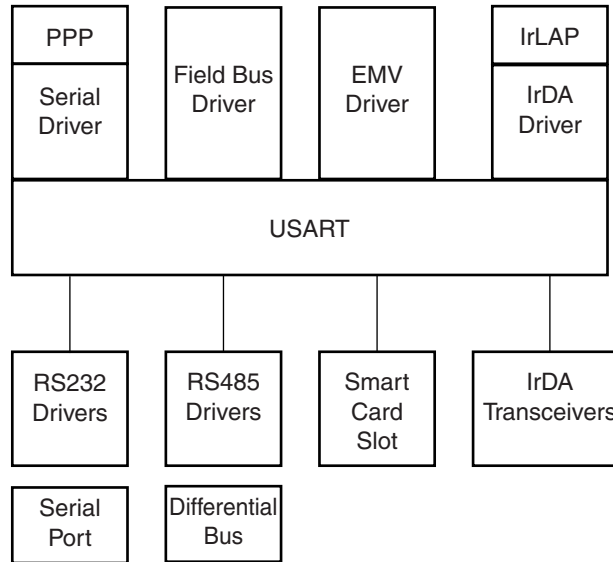 PPP
Serial
Driver
Field Bus
Driver
EMV
Driver
IrLAP
IrDA
Driver
USART
RS232
Drivers
RS485
Drivers
Smart
Card
Slot
IrDA
Transceivers
Serial
Port
Differential
Bus